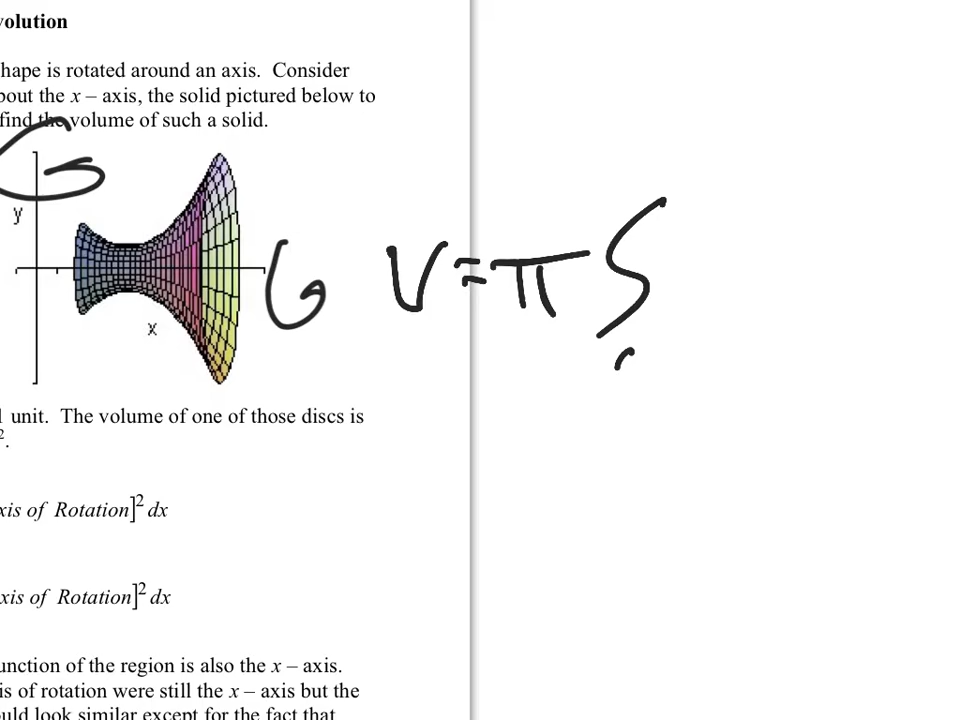 volution
hape is rotated around an axis. Consider
bout the x – axis, the solid pictured below to
find the volume of such a solid.
y
x
V = π ∫
unit. The volume of one of those discs is
2.
xis of Rotation]² dx
xis of Rotation]² dx
unction of the region is also the x – axis.
is of rotation were still the x – axis but the
uld look similar except for the fact that